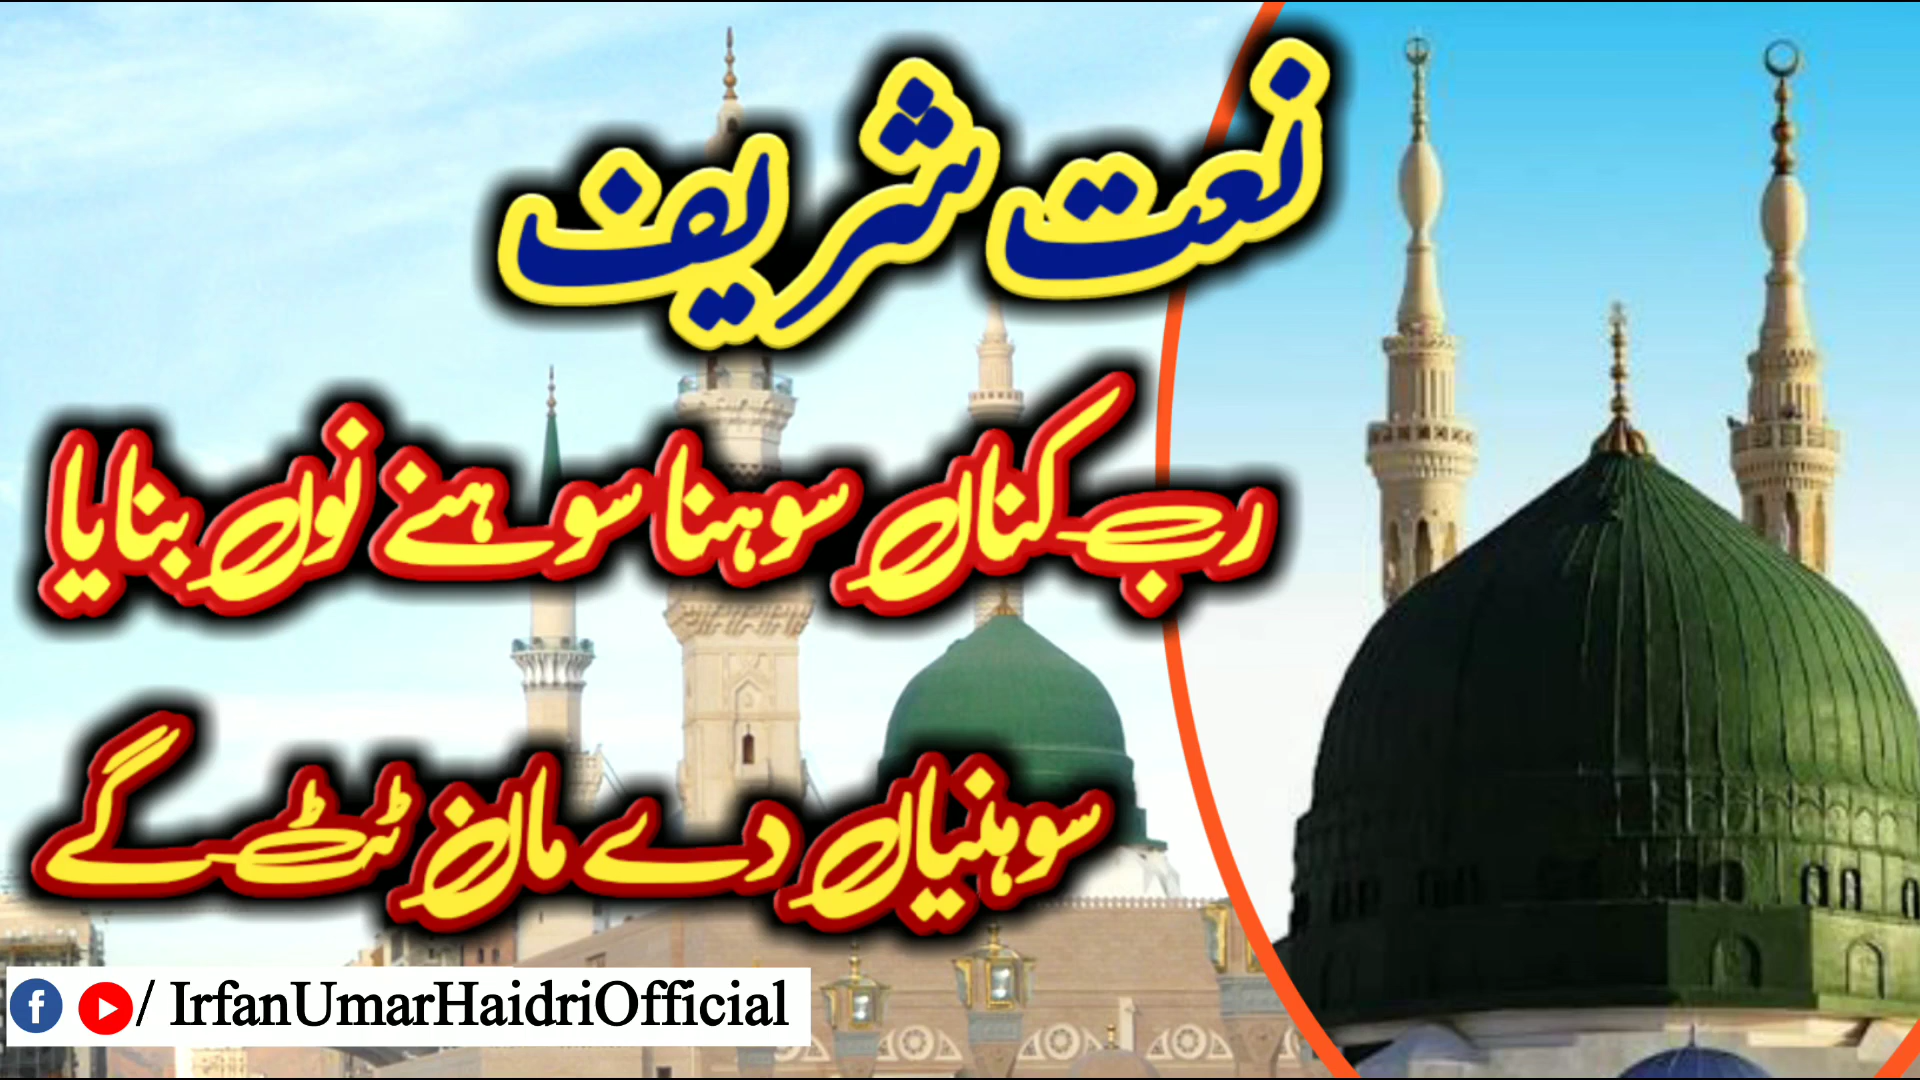 نعت شریف
رب کناں سوہنا سوہنے نوں بنایا
سوہنیاں دے مان ٹٹ گے
/ IrfanUmarHaidriOfficial